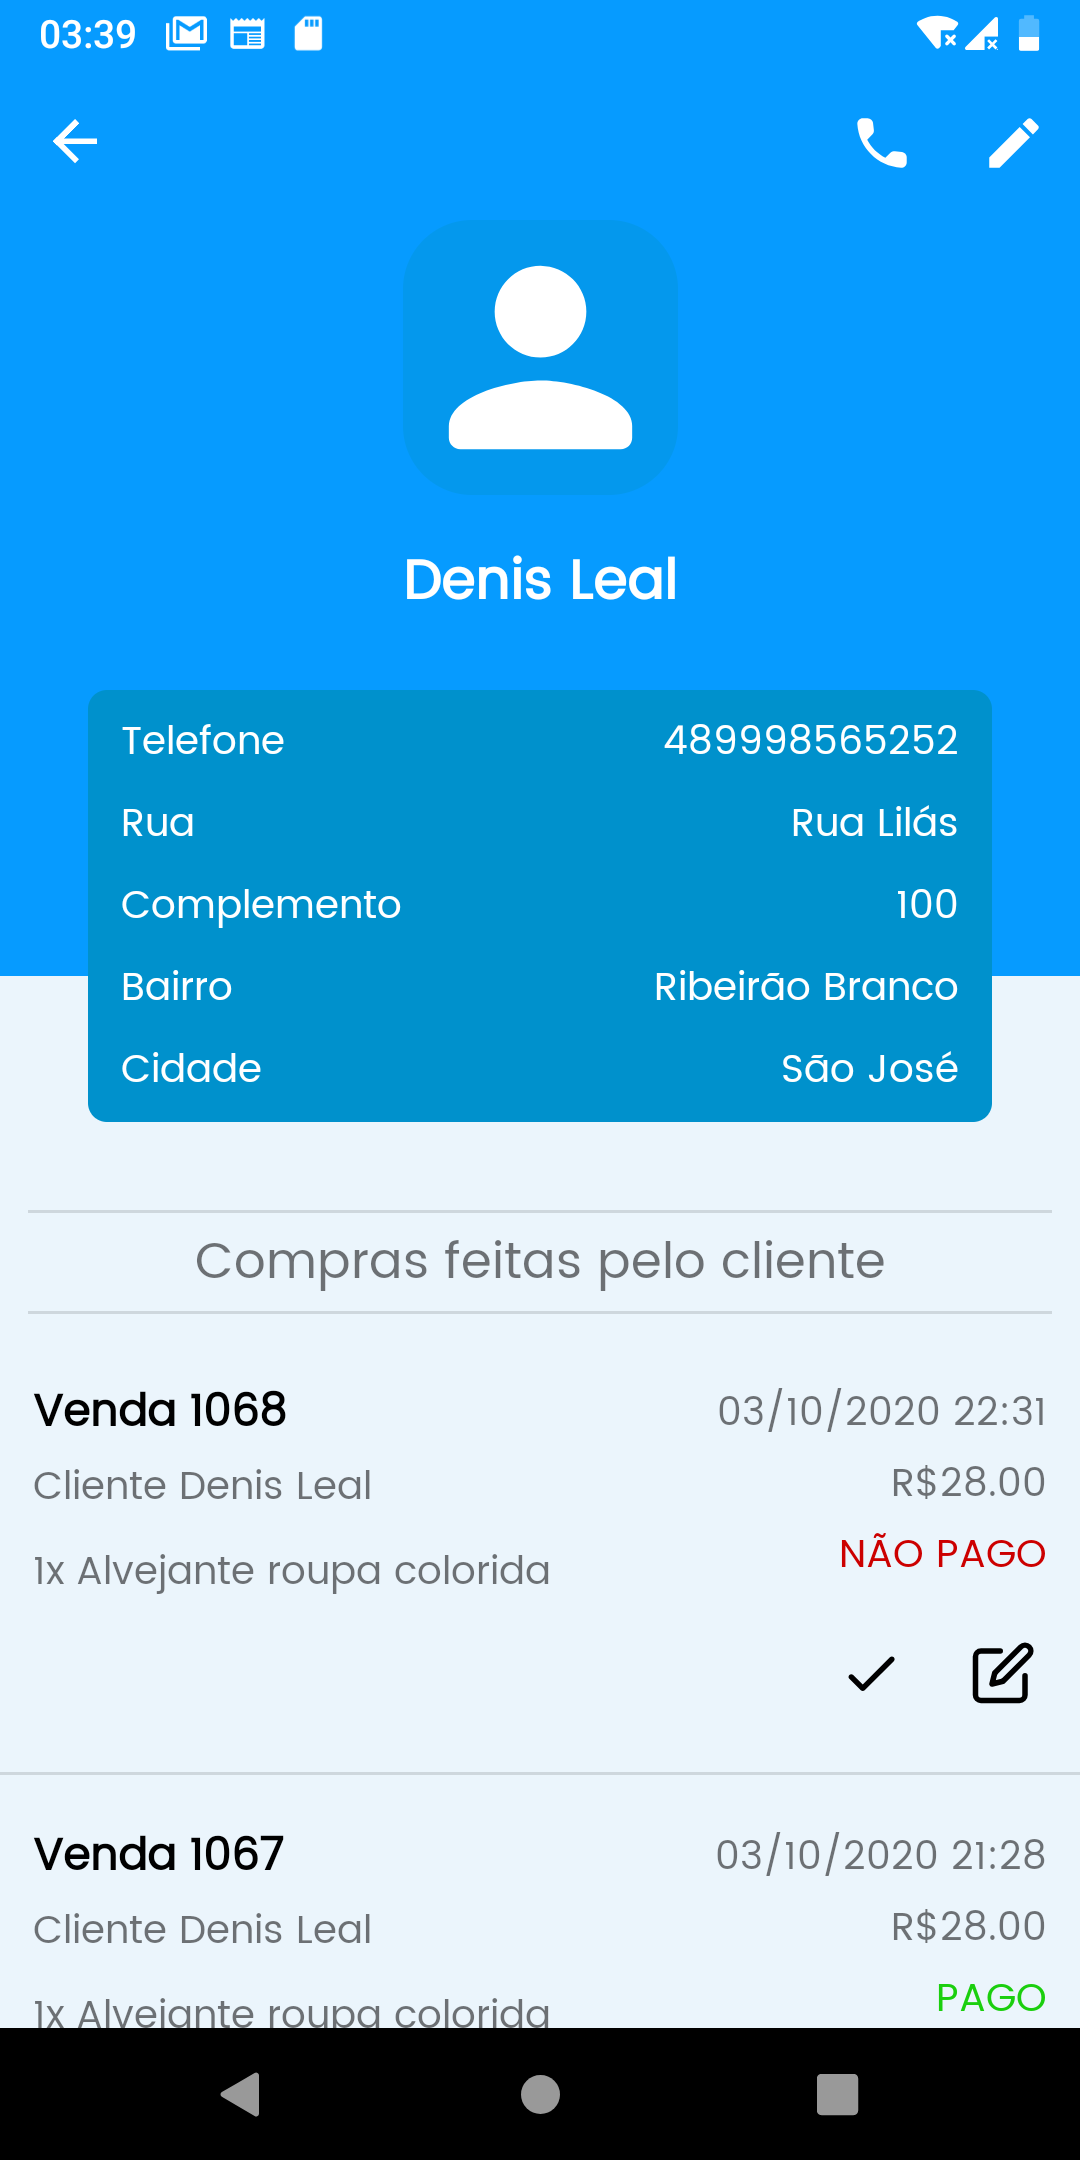 03:39
Denis Leal
Telefone 489998565252
Rua Rua Lilás
Complemento 100
Bairro Ribeirão Branco
Cidade São José
Compras feitas pelo cliente
Venda 1068 03/10/2020 22:31
Cliente Denis Leal R$28.00
1x Alvejante roupa colorida NÃO PAGO
Venda 1067 03/10/2020 21:28
Cliente Denis Leal R$28.00
1x Alvejante roupa colorida PAGO